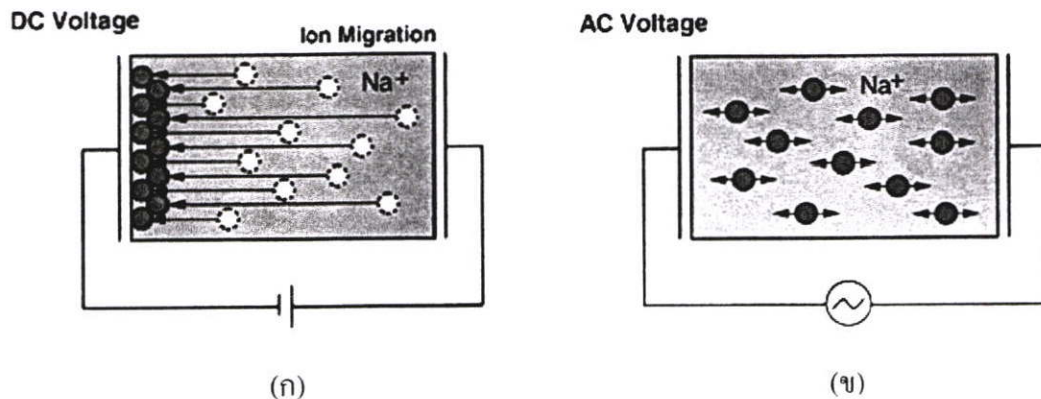 DC Voltage
Ion Migration
Na⁺
(ก)
AC Voltage
Na⁺
(ข)